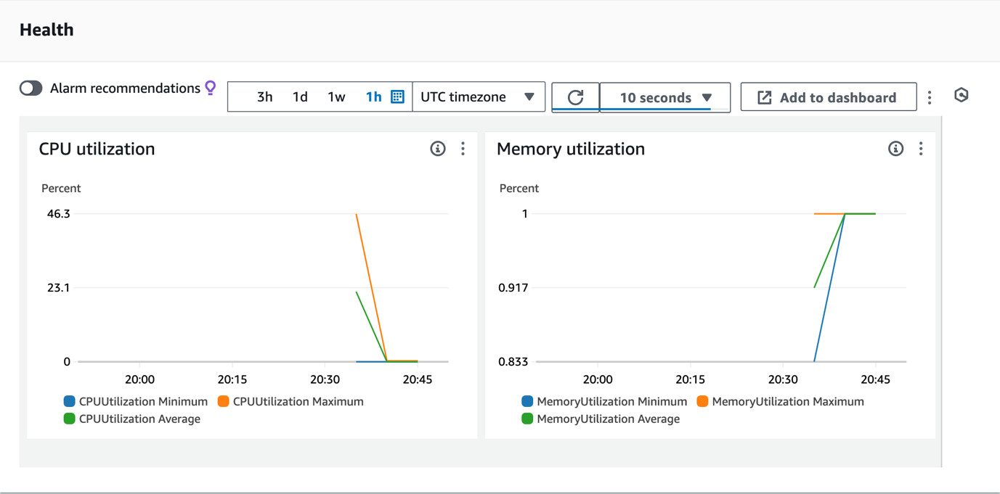 Health
Alarm recommendations 3h 1d 1w 1h UTC timezone 10 seconds Add to dashboard
CPU utilization
Percent
46.3
23.1
0
20:00 20:15 20:30 20:45
CPUUtilization Minimum CPUUtilization Maximum
CPUUtilization Average
Memory utilization
Percent
1
0.917
0.833
20:00 20:15 20:30 20:45
MemoryUtilization Minimum MemoryUtilization Maximum
MemoryUtilization Average